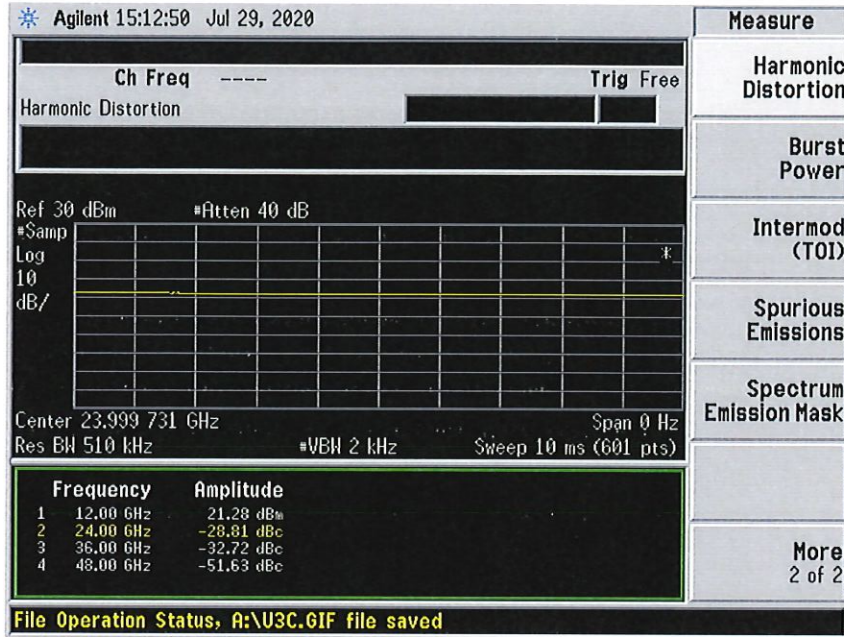 Agilent 15:12:50 Jul 29, 2020
Measure
Ch Freq ----
Trig Free
Harmonic Distortion
Harmonic Distortion
Burst Power
Ref 30 dBm #Atten 40 dB
#Samp
Log
10
dB/
*
Intermod (TOI)
Spurious Emissions
Center 23.999 731 GHz Span 0 Hz
Res BW 510 kHz #VBW 2 kHz Sweep 10 ms (601 pts)
Spectrum Emission Mask
Frequency Amplitude
1 12.00 GHz 21.28 dBm
2 24.00 GHz -28.81 dBc
3 36.00 GHz -32.72 dBc
4 48.00 GHz -51.63 dBc
More
2 of 2
File Operation Status, A:\U3C.GIF file saved